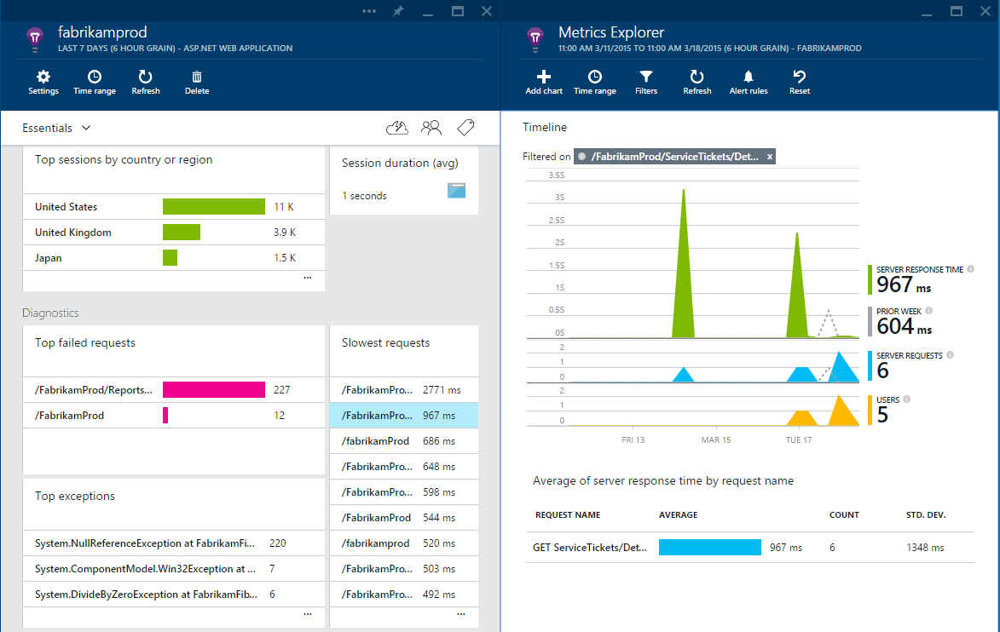 fabrikamprod
LAST 7 DAYS (6 HOUR GRAIN) - ASP.NET WEB APPLICATION
Settings Time range Refresh Delete
Essentials
Top sessions by country or region
United States 11 K
United Kingdom 3.9 K
Japan 1.5 K
...
Session duration (avg)
1 seconds
Diagnostics
Top failed requests
/FabrikamProd/Reports... 227
/FabrikamProd 12
Top exceptions
System.NullReferenceException at FabrikamFi... 220
System.ComponentModel.Win32Exception at ... 7
System.DivideByZeroException at FabrikamFib... 6
...
Slowest requests
/FabrikamPro... 2771 ms
/FabrikamPro... 967 ms
/fabrikamProd 686 ms
/FabrikamPro... 648 ms
/FabrikamPro... 598 ms
/FabrikamProd 544 ms
/fabrikamprod 520 ms
/FabrikamPro... 503 ms
/FabrikamPro... 492 ms
...
Metrics Explorer
11:00 AM 3/11/2015 TO 11:00 AM 3/18/2015 (6 HOUR GRAIN) - FABRIKAMPROD
Add chart Time range Filters Refresh Alert rules Reset
Timeline
Filtered on /FabrikamProd/ServiceTickets/Det... x
3.5S
3S
2.5S
2S
1.5S
1S
0.5S
0S
2
1
0
2
1
0
FRI 13 MAR 15 TUE 17
SERVER RESPONSE TIME
967 ms
PRIOR WEEK
604 ms
SERVER REQUESTS
6
USERS
5
Average of server response time by request name
REQUEST NAME AVERAGE COUNT STD. DEV.
GET ServiceTickets/Det... 967 ms 6 1348 ms